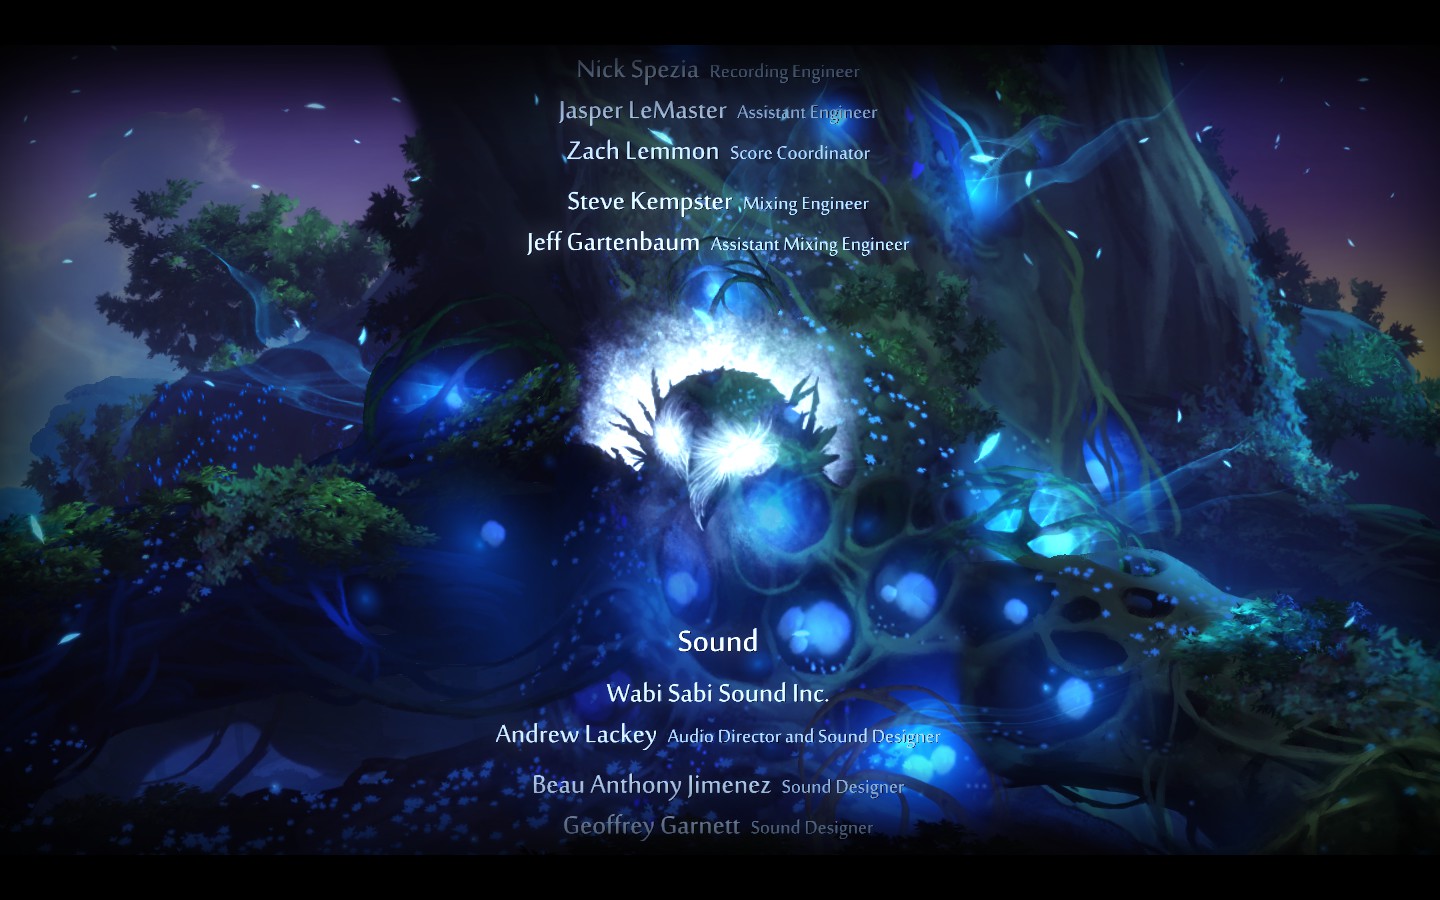 Nick Spezia Recording Engineer
Jasper LeMaster Assistant Engineer
Zach Lemmon Score Coordinator
Steve Kempster Mixing Engineer
Jeff Gartenbaum Assistant Mixing Engineer
Sound
Wabi Sabi Sound Inc.
Andrew Lackey Audio Director and Sound Designer
Beau Anthony Jimenez Sound Designer
Geoffrey Garnett Sound Designer